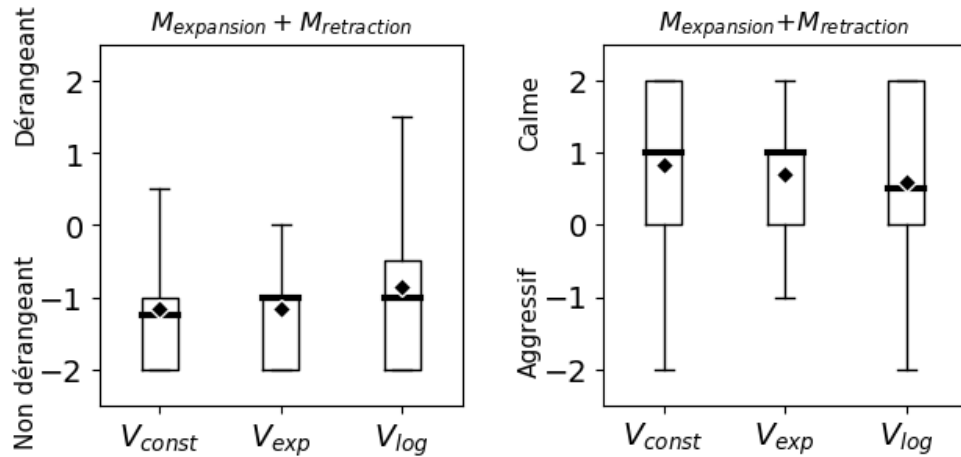 M_expansion + M_retraction
Dérangeant
Non dérangeant
2
1
0
−1
−2
V_const V_exp V_log
M_expansion+M_retraction
Calme
Aggressif
2
1
0
−1
−2
V_const V_exp V_log